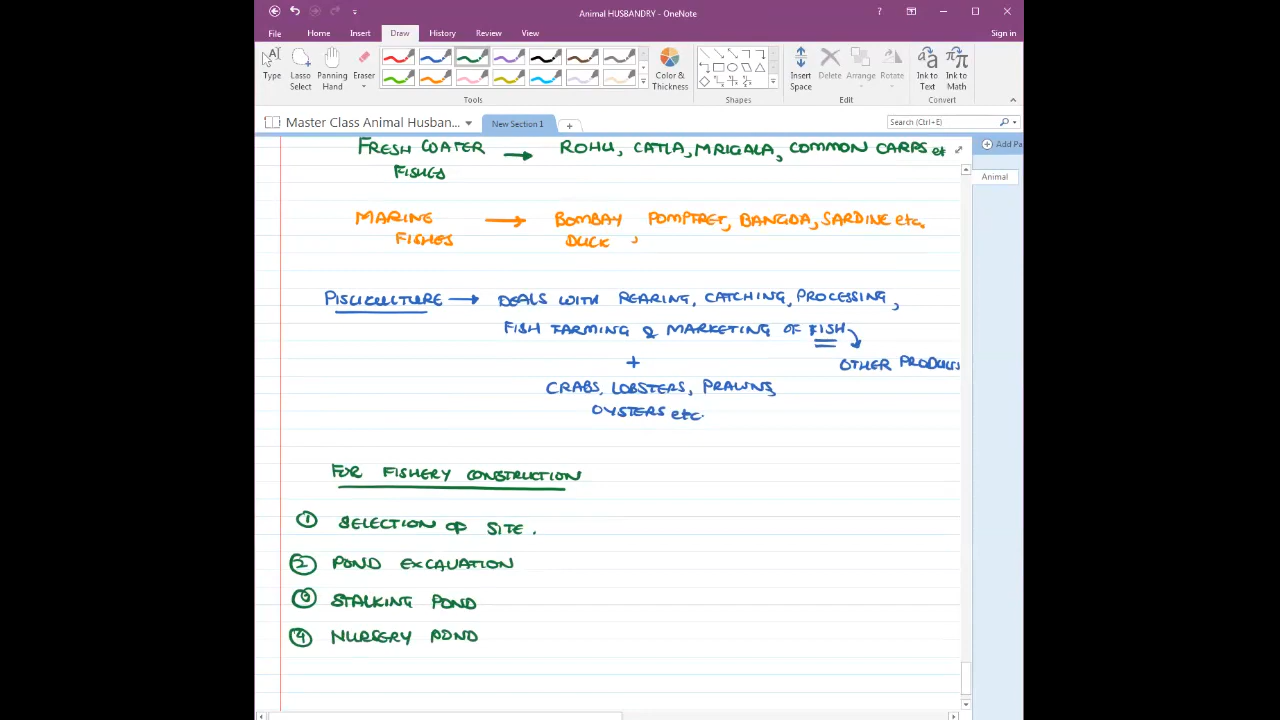 Animal HUSBANDRY - OneNote
File Home Insert Draw History Review View Sign in
Type Lasso Select Panning Hand Eraser Color & Thickness Insert Space Delete Arrange Rotate Ink to Text Ink to Math
Tools Shapes Edit Convert
Master Class Animal Husban... New Section 1 Search (Ctrl+E)
Add Pa
Animal
FRESH WATER FISHES → ROHU, CATLA, MRIGALA, COMMON CARPS et
MARINE FISHES → BOMBAY DUCK, POMPFRET, BANGDA, SARDINE etc.
PISCICULTURE → DEALS WITH REARING, CATCHING, PROCESSING,
FISH FARMING & MARKETING OF FISH
+ OTHER PRODUCTS
CRABS, LOBSTERS, PRAWNS,
OYSTERS etc.
FOR FISHERY CONSTRUCTION
① SELECTION OF SITE.
② POND EXCAVATION
③ STALKING POND
④ NURSERY POND